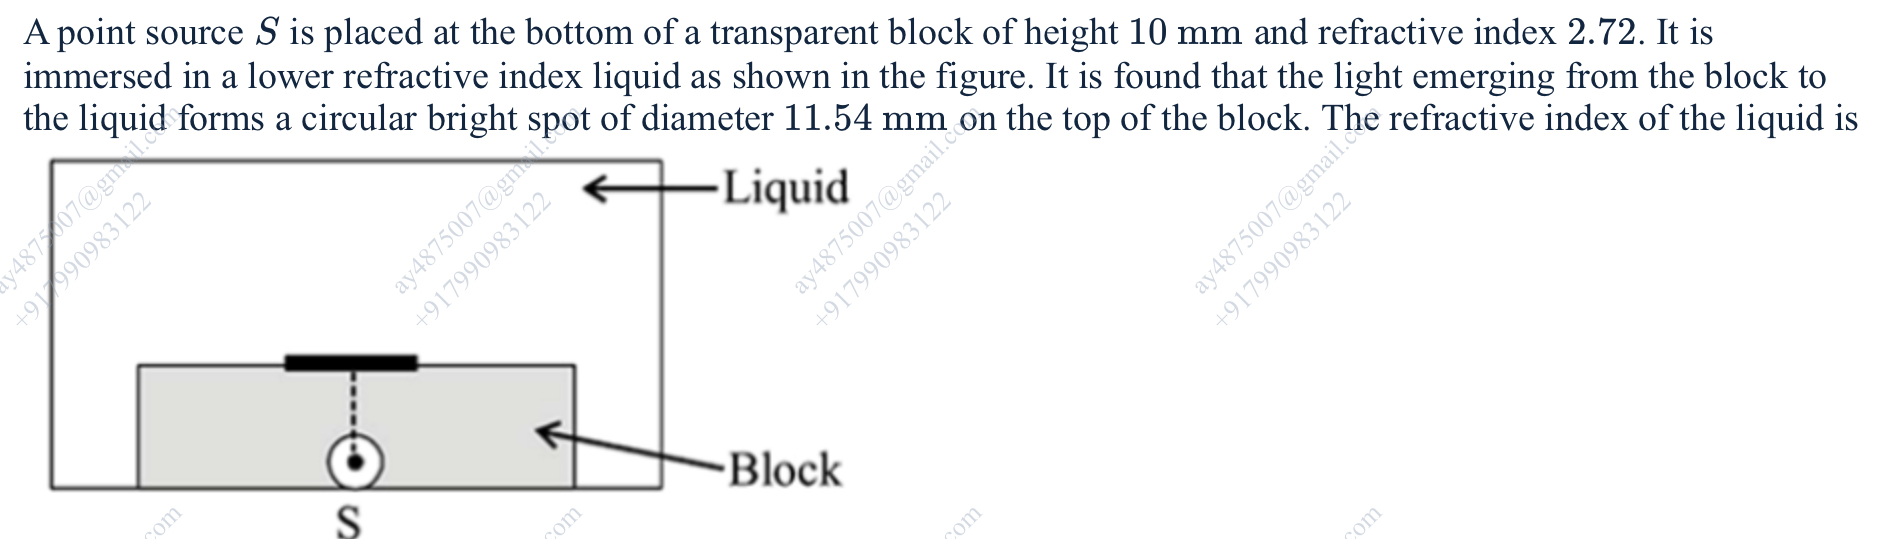 A point source S is placed at the bottom of a transparent block of height 10 mm and refractive index 2.72. It is
immersed in a lower refractive index liquid as shown in the figure. It is found that the light emerging from the block to
the liquid forms a circular bright spot of diameter 11.54 mm on the top of the block. The refractive index of the liquid is
Liquid
ay4875007@gmail.com
+917990983122
ay4875007@gmail.com
+917990983122
ay4875007@gmail.com
+917990983122
ay4875007@gmail.com
+917990983122
Block
S
.com
.com
.com
.com